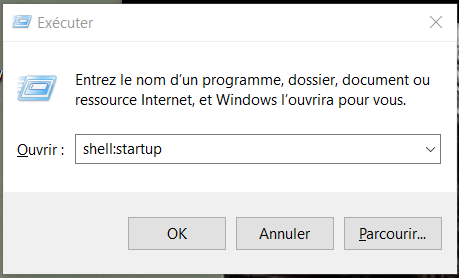 Exécuter
Entrez le nom d'un programme, dossier, document ou
ressource Internet, et Windows l'ouvrira pour vous.
Ouvrir : shell:startup
OK Annuler Parcourir...